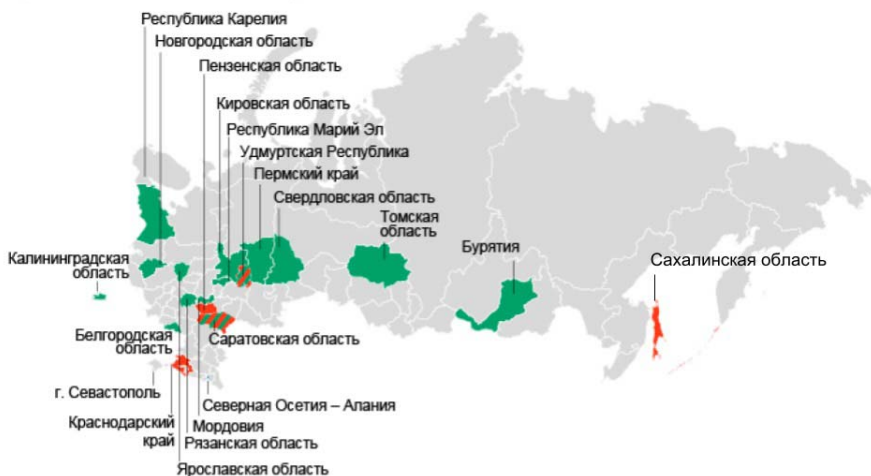 Республика Карелия
Новгородская область
Пензенская область
Кировская область
Республика Марий Эл
Удмуртская Республика
Пермский край
Свердловская область
Томская
область
Бурятия
Сахалинская область
Калининградская
область
Белгородская
область
Саратовская область
г. Севастополь
Северная Осетия – Алания
Краснодарский
край
Мордовия
Рязанская область
Ярославская область